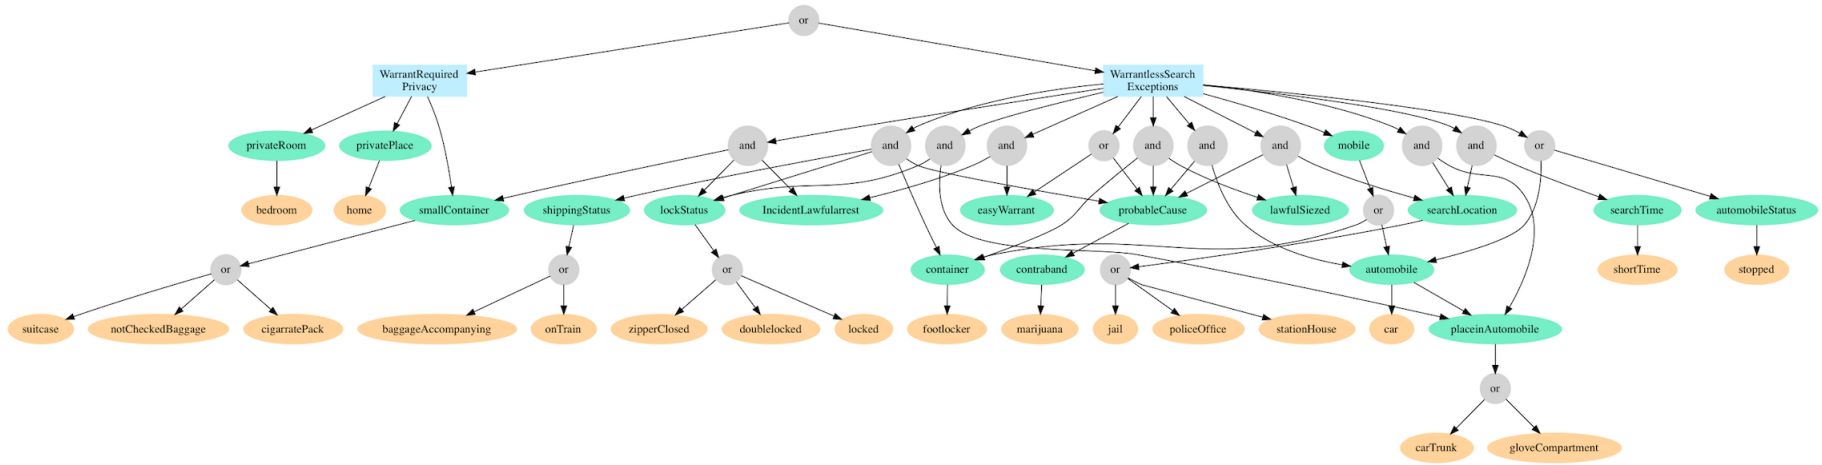 or
WarrantRequired
Privacy
WarrantlessSearch
Exceptions
privateRoom
privatePlace
and
and
and
and
or
and
and
and
mobile
and
and
or
bedroom
home
smallContainer
shippingStatus
lockStatus
IncidentLawfularrest
easyWarrant
probableCause
lawfulSiezed
or
searchLocation
searchTime
automobileStatus
or
or
or
container
contraband
or
automobile
shortTime
stopped
suitcase
notCheckedBaggage
cigarratePack
baggageAccompanying
onTrain
zipperClosed
doublelocked
locked
footlocker
marijuana
jail
policeOffice
stationHouse
car
placeinAutomobile
or
carTrunk
gloveCompartment